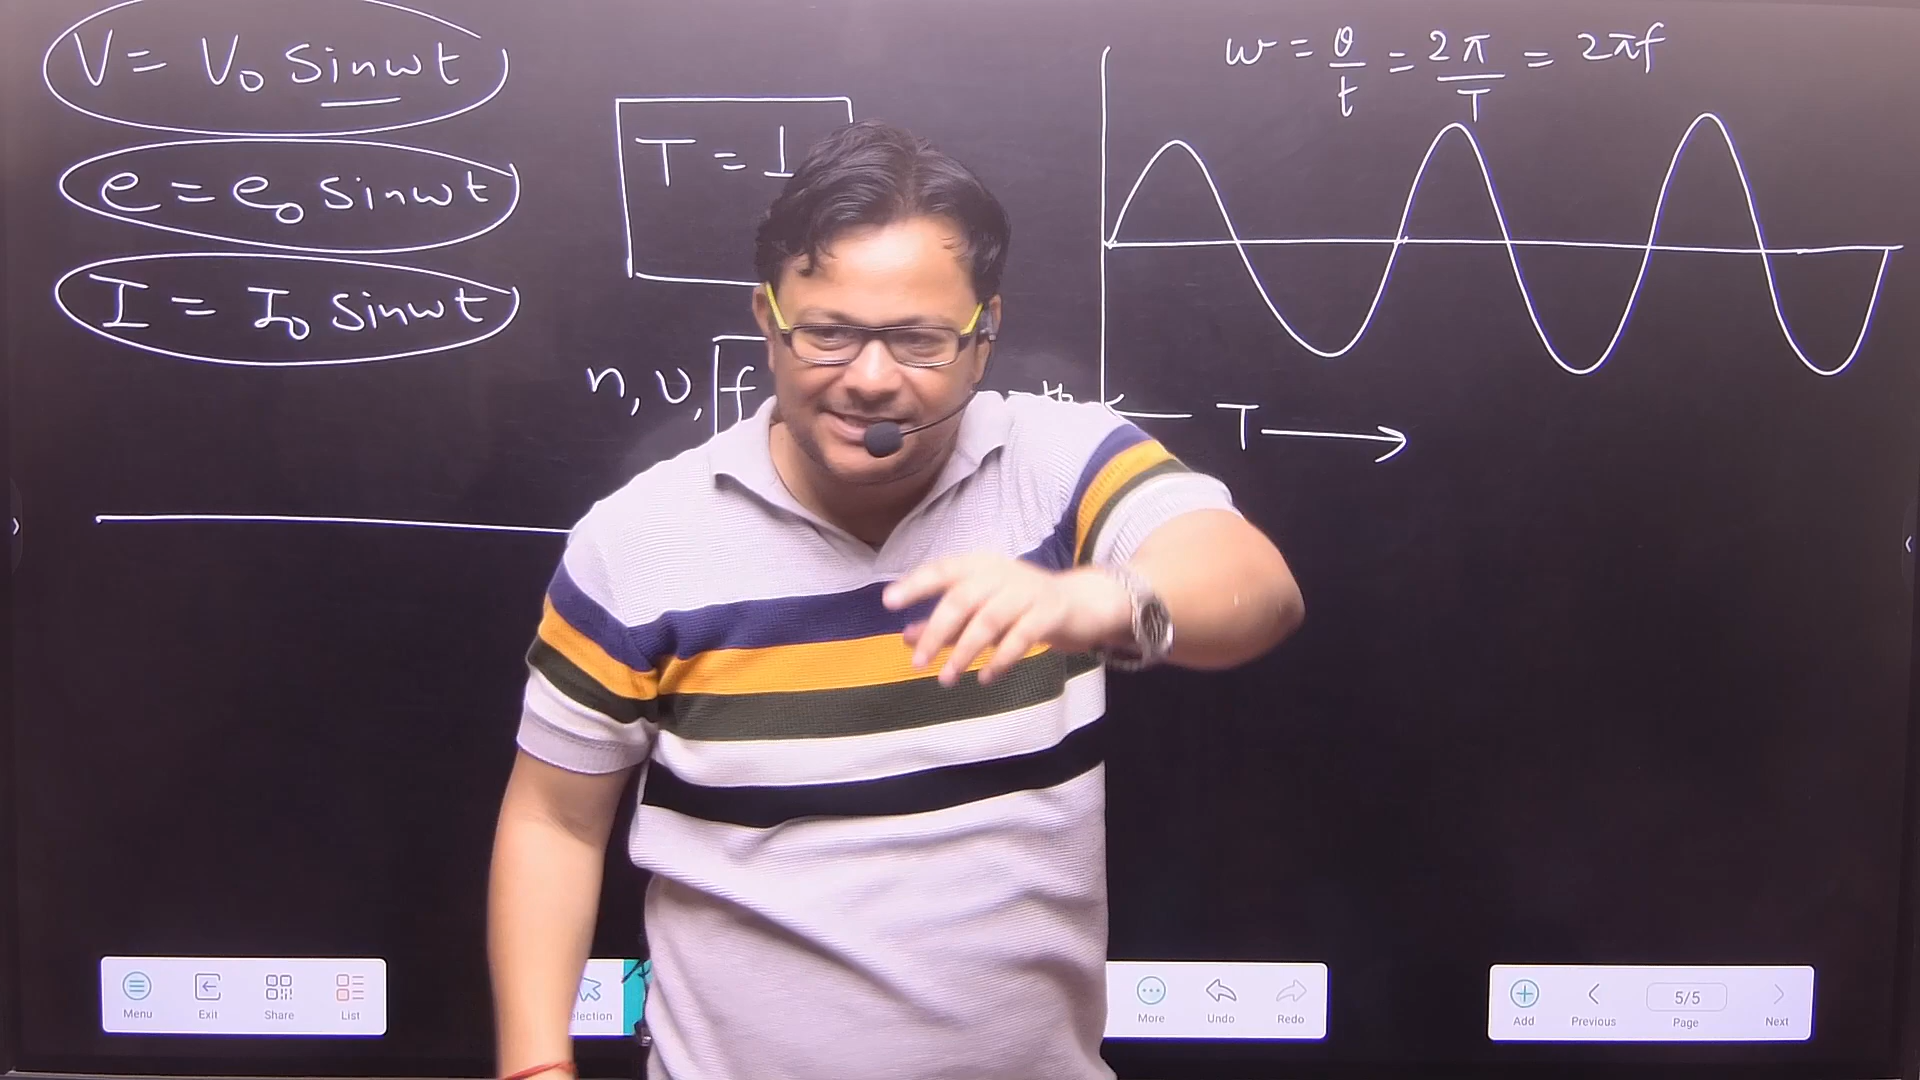 V = V₀ sinωt
e = e₀ sinωt
I = I₀ sinωt
T = 1
n, υ, f
ω = θ/t = 2π/T = 2πf
T
Menu
Exit
Share
List
election
More
Undo
Redo
Add
Previous
5/5
Page
Next